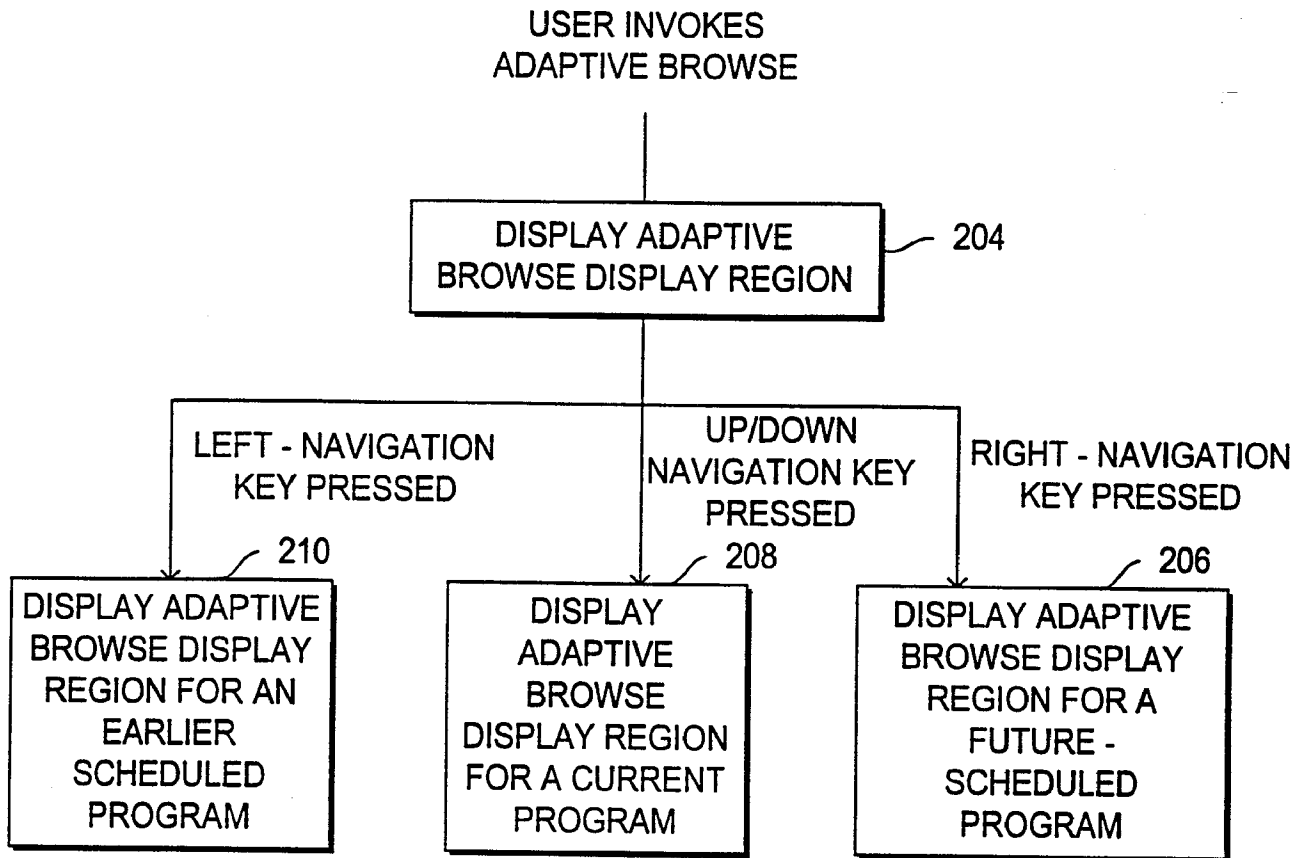 USER INVOKES
ADAPTIVE BROWSE
DISPLAY ADAPTIVE
BROWSE DISPLAY REGION
204
LEFT - NAVIGATION
KEY PRESSED
UP/DOWN
NAVIGATION KEY
PRESSED
RIGHT - NAVIGATION
KEY PRESSED
210
DISPLAY ADAPTIVE
BROWSE DISPLAY
REGION FOR AN
EARLIER
SCHEDULED
PROGRAM
208
DISPLAY
ADAPTIVE
BROWSE
DISPLAY REGION
FOR A CURRENT
PROGRAM
206
DISPLAY ADAPTIVE
BROWSE DISPLAY
REGION FOR A
FUTURE -
SCHEDULED
PROGRAM